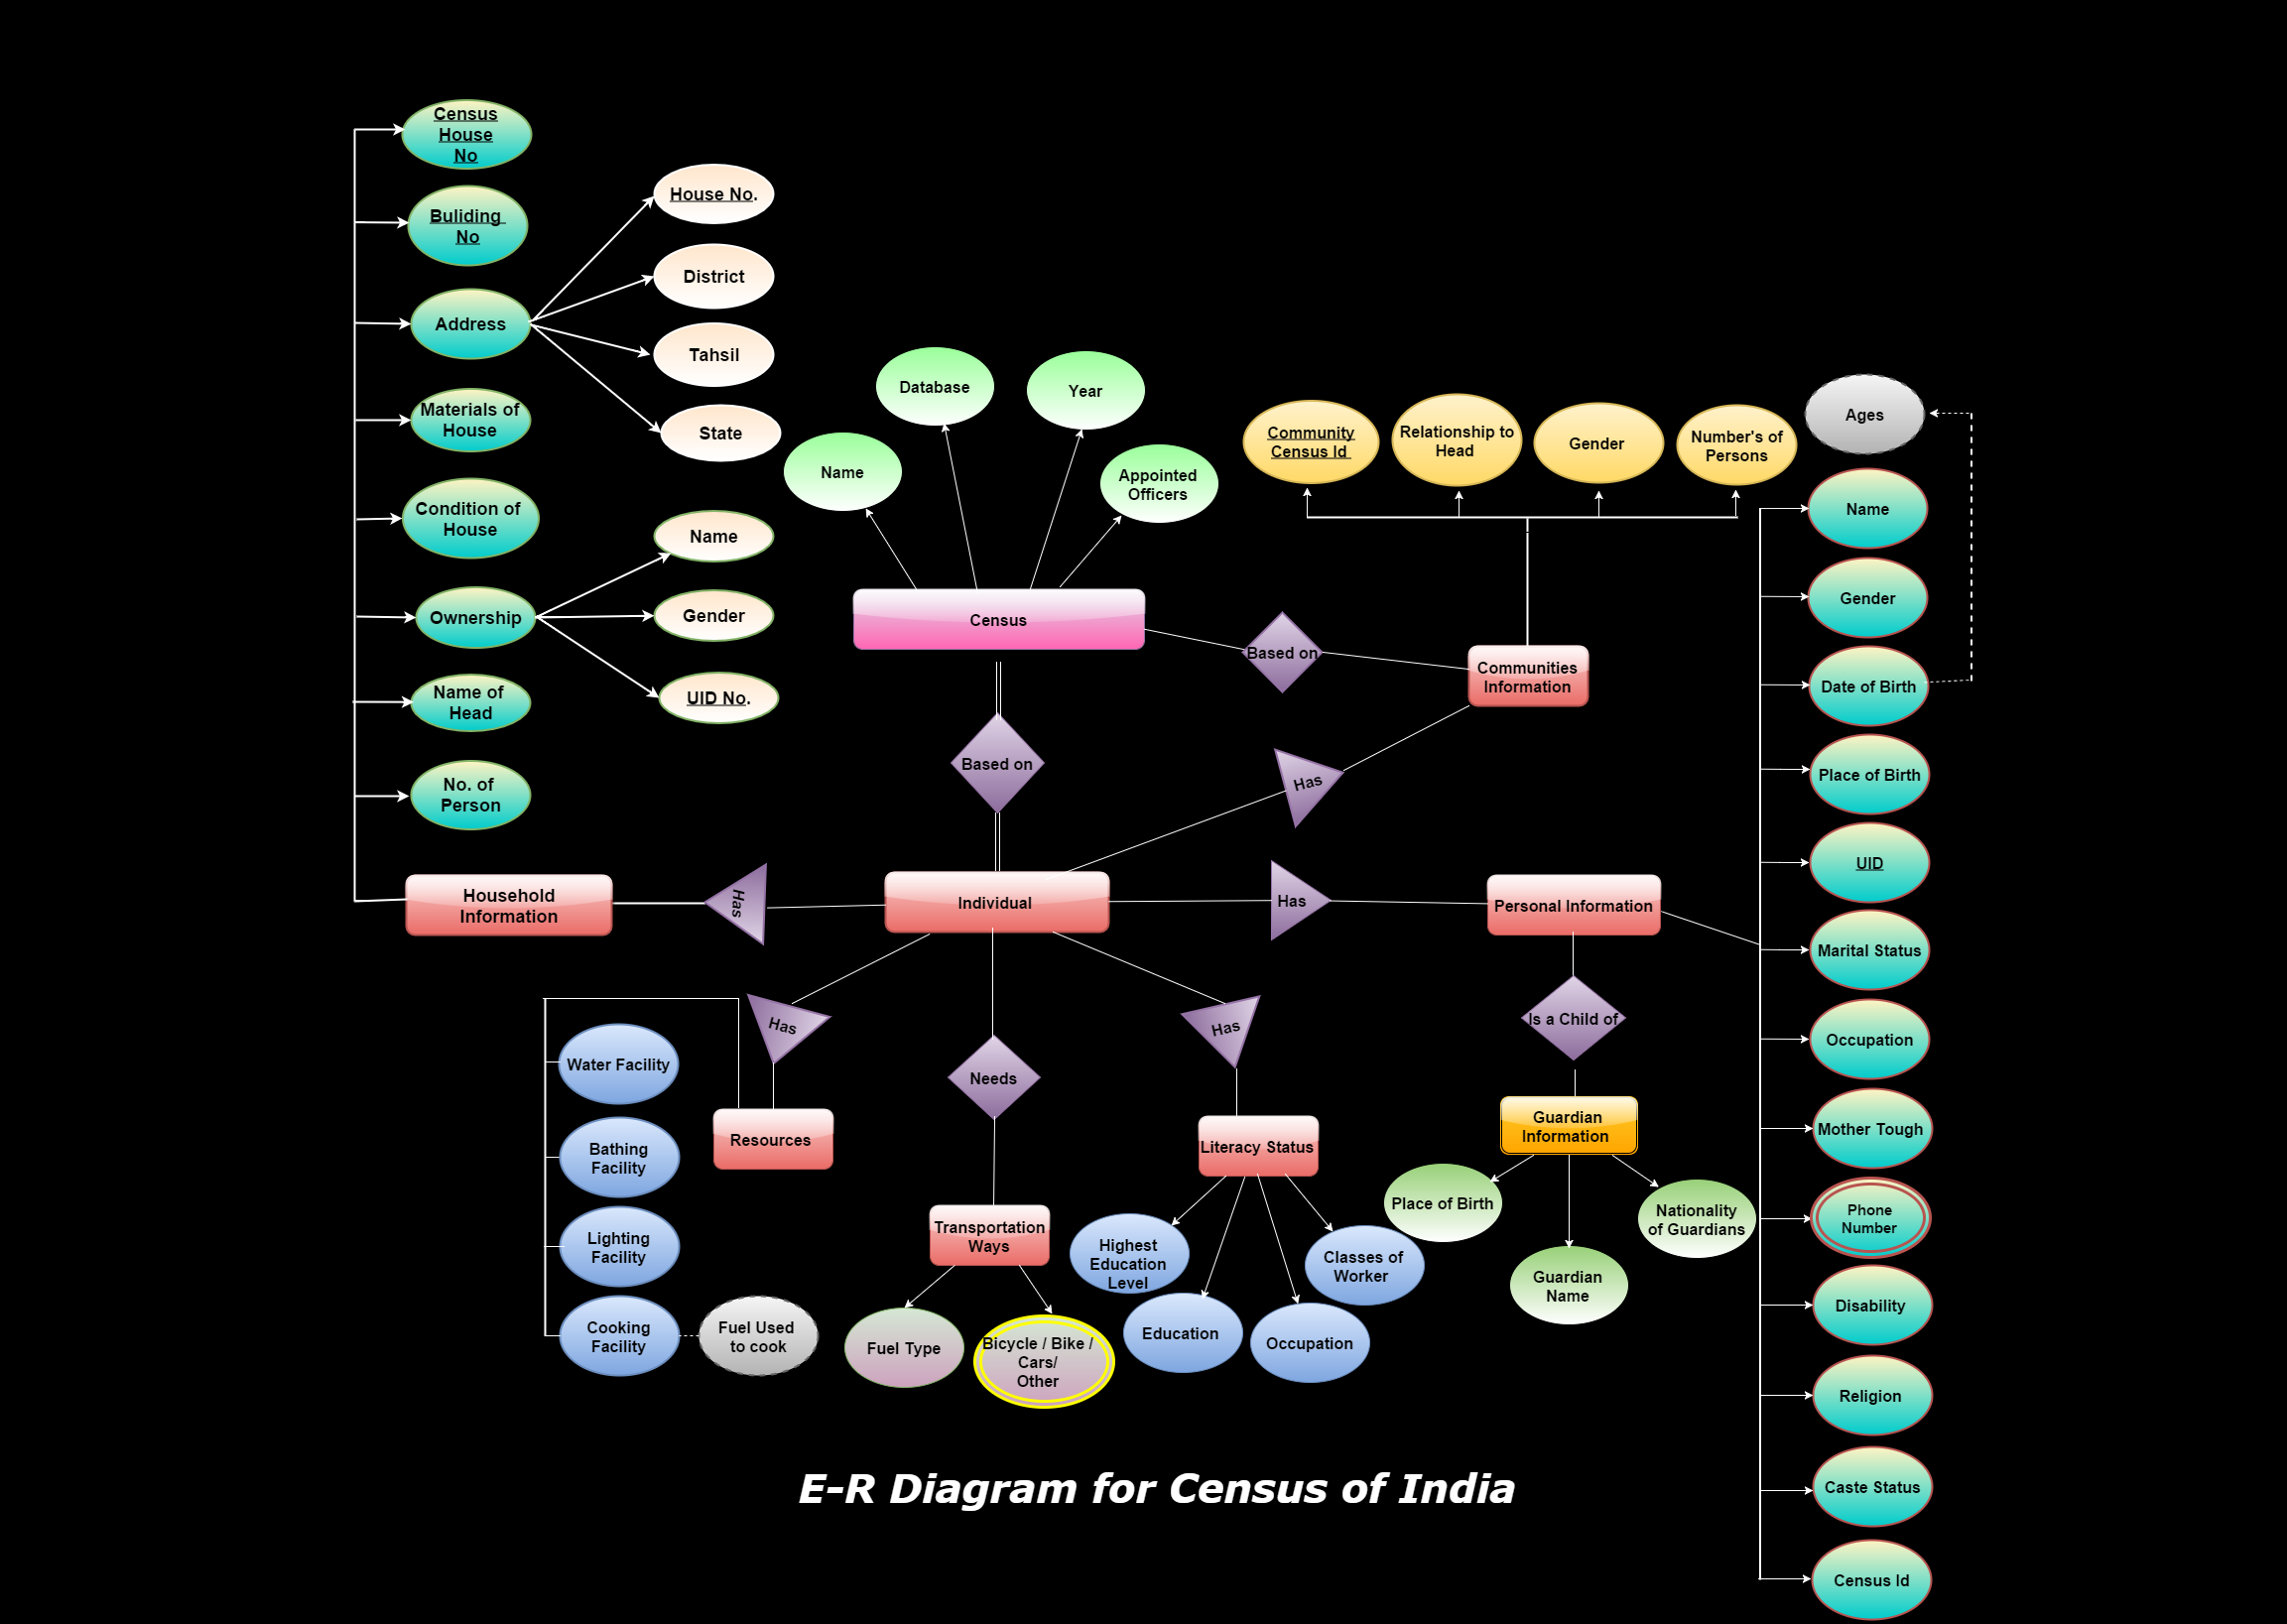 Census
House
No
Buliding
No
Address
Materials of
House
Condition of
House
Ownership
Name of
Head
No. of
Person
House No.
District
Tahsil
State
Name
Gender
UID No.
Household
Information
Has
Name
Database
Year
Appointed
Officers
Census
Based on
Based on
Community
Census Id
Relationship to
Head
Gender
Number's of
Persons
Communities
Information
Has
Individual
Has
Personal Information
Ages
Name
Gender
Date of Birth
Place of Birth
UID
Marital Status
Occupation
Mother Tough
Phone
Number
Disability
Religion
Caste Status
Census Id
Is a Child of
Guardian
Information
Place of Birth
Guardian
Name
Nationality
of Guardians
Has
Resources
Water Facility
Bathing
Facility
Lighting
Facility
Cooking
Facility
Fuel Used
to cook
Needs
Transportation
Ways
Fuel Type
Bicycle / Bike /
Cars/
Other
Has
Literacy Status
Highest
Education
Level
Education
Occupation
Classes of
Worker
E-R Diagram for Census of India